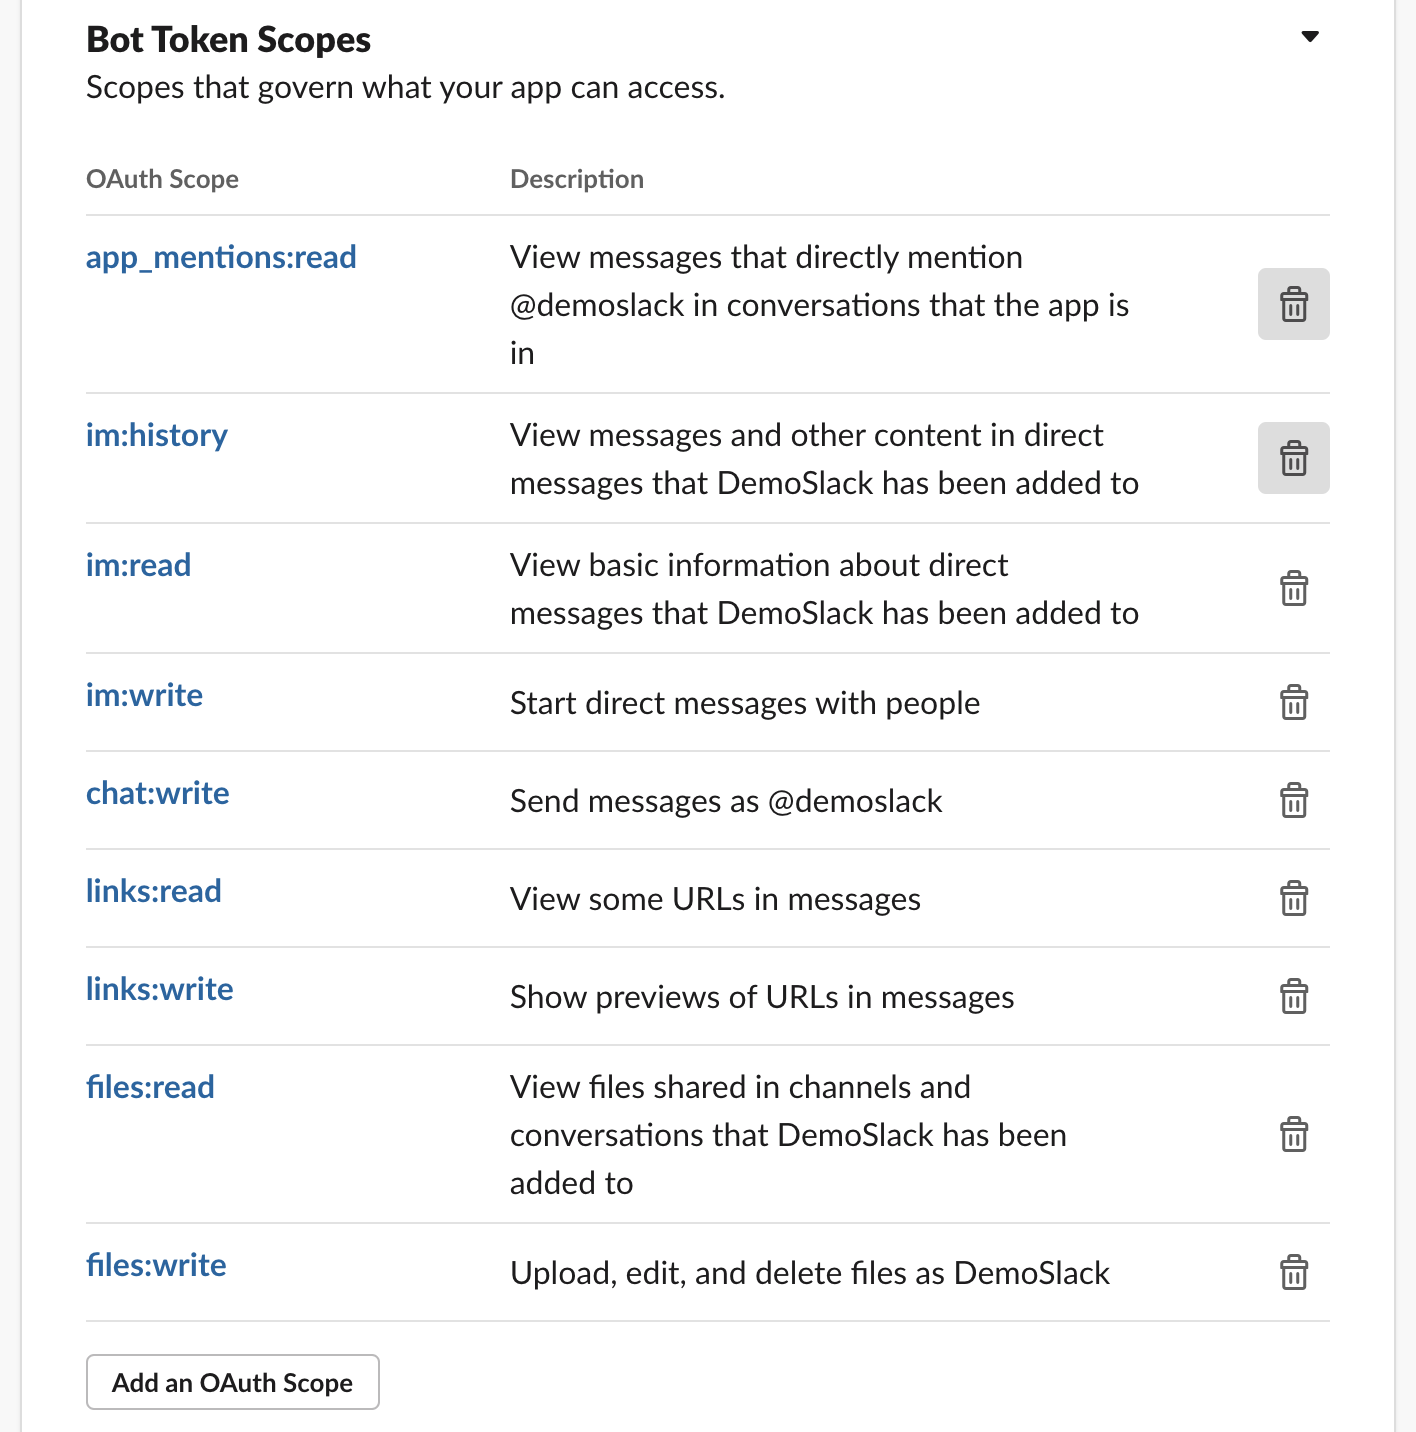 Bot Token Scopes
Scopes that govern what your app can access.
OAuth Scope
Description
app_mentions:read
View messages that directly mention
@demoslack in conversations that the app is
in
im:history
View messages and other content in direct
messages that DemoSlack has been added to
im:read
View basic information about direct
messages that DemoSlack has been added to
im:write
Start direct messages with people
chat:write
Send messages as @demoslack
links:read
View some URLs in messages
links:write
Show previews of URLs in messages
files:read
View files shared in channels and
conversations that DemoSlack has been
added to
files:write
Upload, edit, and delete files as DemoSlack
Add an OAuth Scope